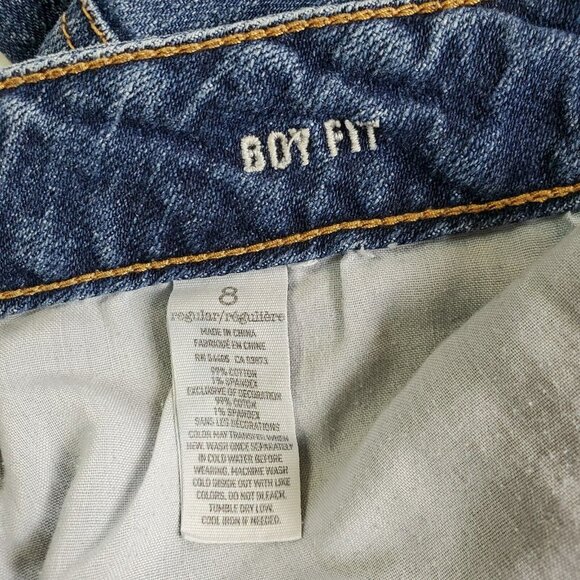 BOY FIT
8
regular/régulière
MADE IN CHINA
FABRIQUÉ EN CHINE
RN 54485 CA 53873
99% COTTON
1% SPANDEX
EXCLUSIVE OF DECORATION
99% COTON
1% SPANDEX
SANS LES DÉCORATIONS
COLOR MAY TRANSFER WHEN
NEW. WASH ONCE SEPARATELY
IN COLD WATER BEFORE
WEARING. MACHINE WASH
COLD INSIDE OUT WITH LIKE
COLORS. DO NOT BLEACH.
TUMBLE DRY LOW.
COOL IRON IF NEEDED.